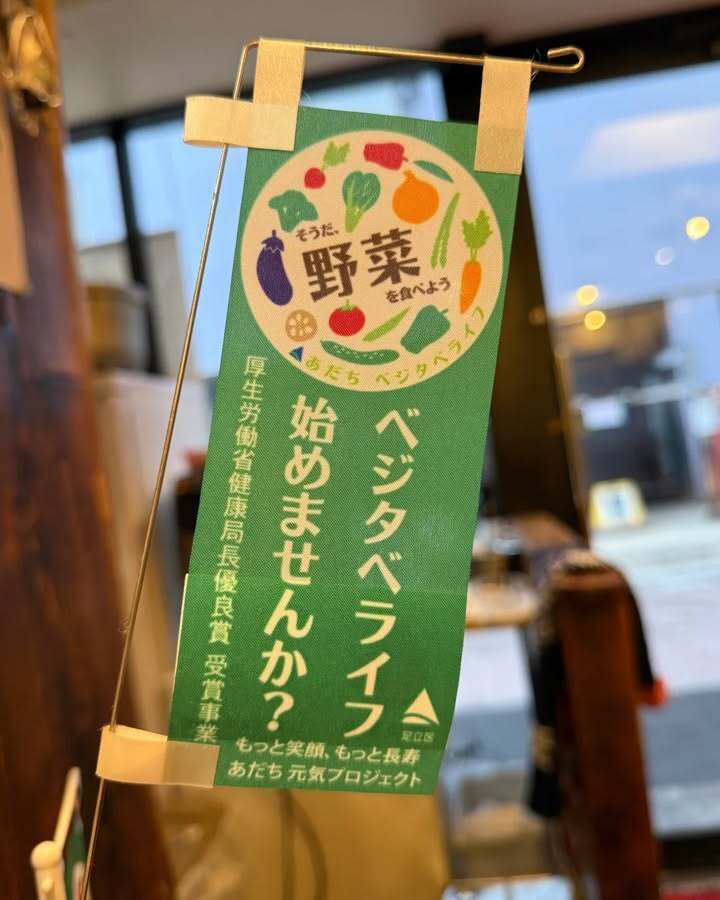 そうだ、
野菜
を食べよう
あだち ベジタベライフ
ベジタベライフ
始めませんか?
厚生労働省健康局長優良賞 受賞事業
足立区
もっと笑顔、もっと長寿
あだち 元気プロジェクト